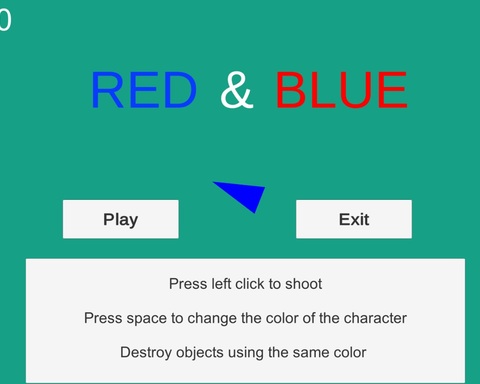 0
RED & BLUE
Play
Exit
Press left click to shoot
Press space to change the color of the character
Destroy objects using the same color